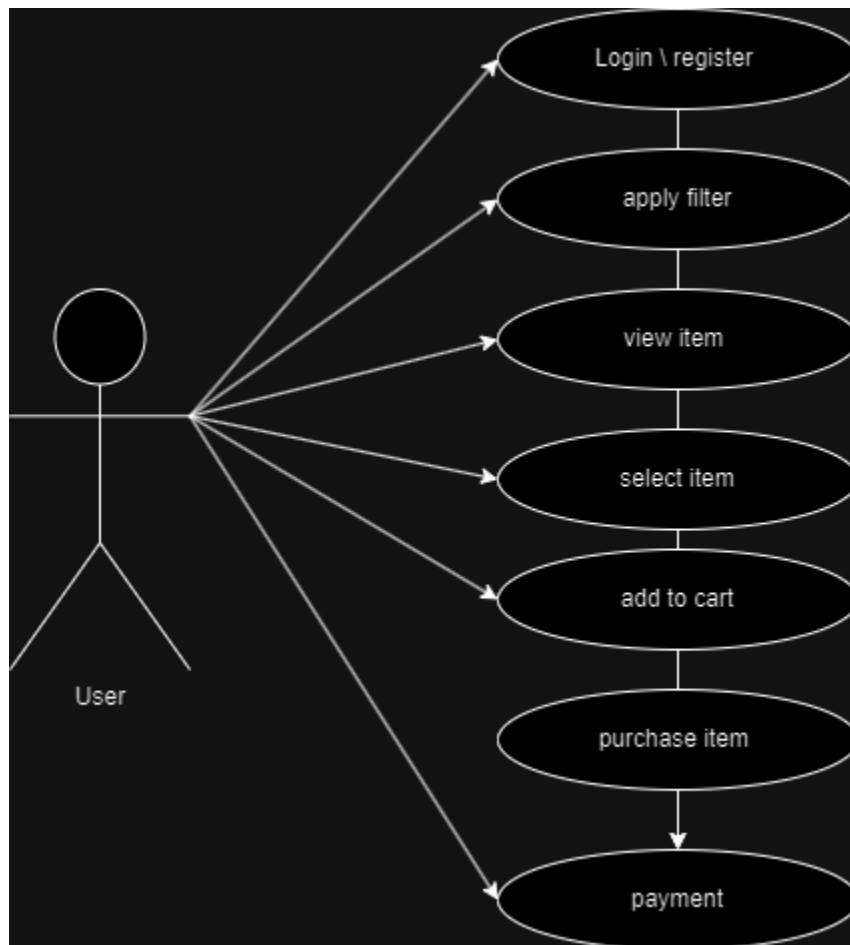 Login \ register
apply filter
view item
select item
add to cart
User
purchase item
payment